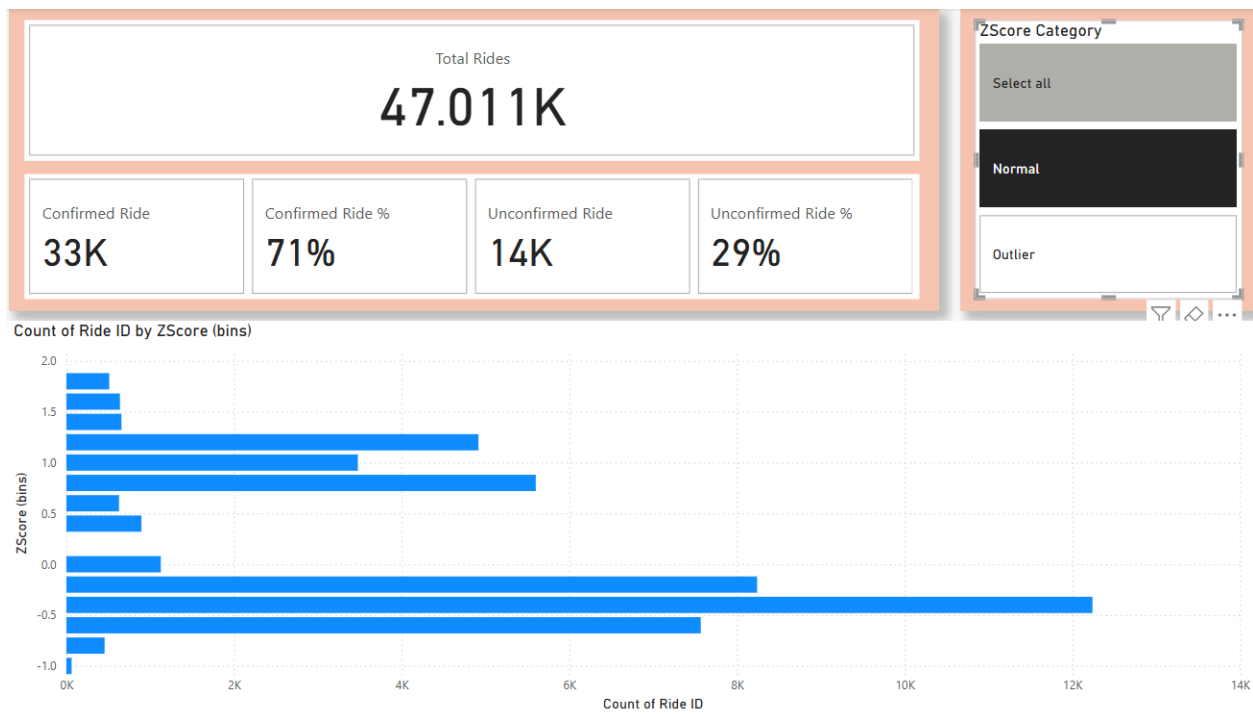 Total Rides
47.011K
Confirmed Ride
33K
Confirmed Ride %
71%
Unconfirmed Ride
14K
Unconfirmed Ride %
29%
ZScore Category
Select all
Normal
Outlier
Count of Ride ID by ZScore (bins)
ZScore (bins)
2.0
1.5
1.0
0.5
0.0
-0.5
-1.0
0K 2K 4K 6K 8K 10K 12K 14K
Count of Ride ID